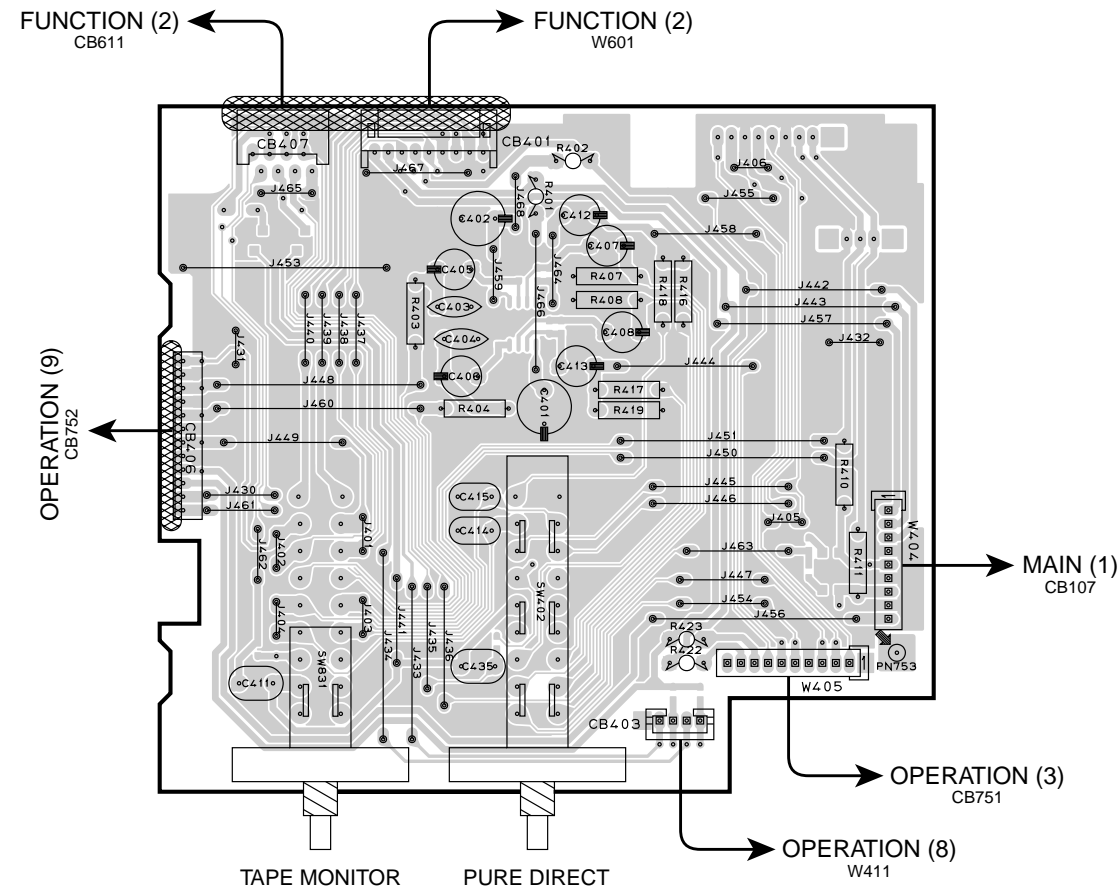 FUNCTION (2)
CB611
FUNCTION (2)
W601
CB407
CB401
R402
J467
J406
J465
J468
R401
J455
C402
C412
J458
C407
J453
C405
J459
J464
R407
R418
R416
J442
R408
J443
C403
R403
J466
J440
J439
J438
J437
J457
C408
J431
C404
J432
C413
J444
C406
J448
R417
C401
J460
R404
R419
OPERATION (9)
CB752
CB406
J449
J451
J450
R410
J445
J430
C415
J446
J461
J405
W404
J401
C414
J462
J402
J463
R411
MAIN (1)
CB107
J447
SW402
J454
J404
J403
J434
J441
J433
J435
J436
J456
R423
R422
PN753
SW831
C435
C411
W405
CB403
OPERATION (3)
CB751
OPERATION (8)
W411
TAPE MONITOR
PURE DIRECT